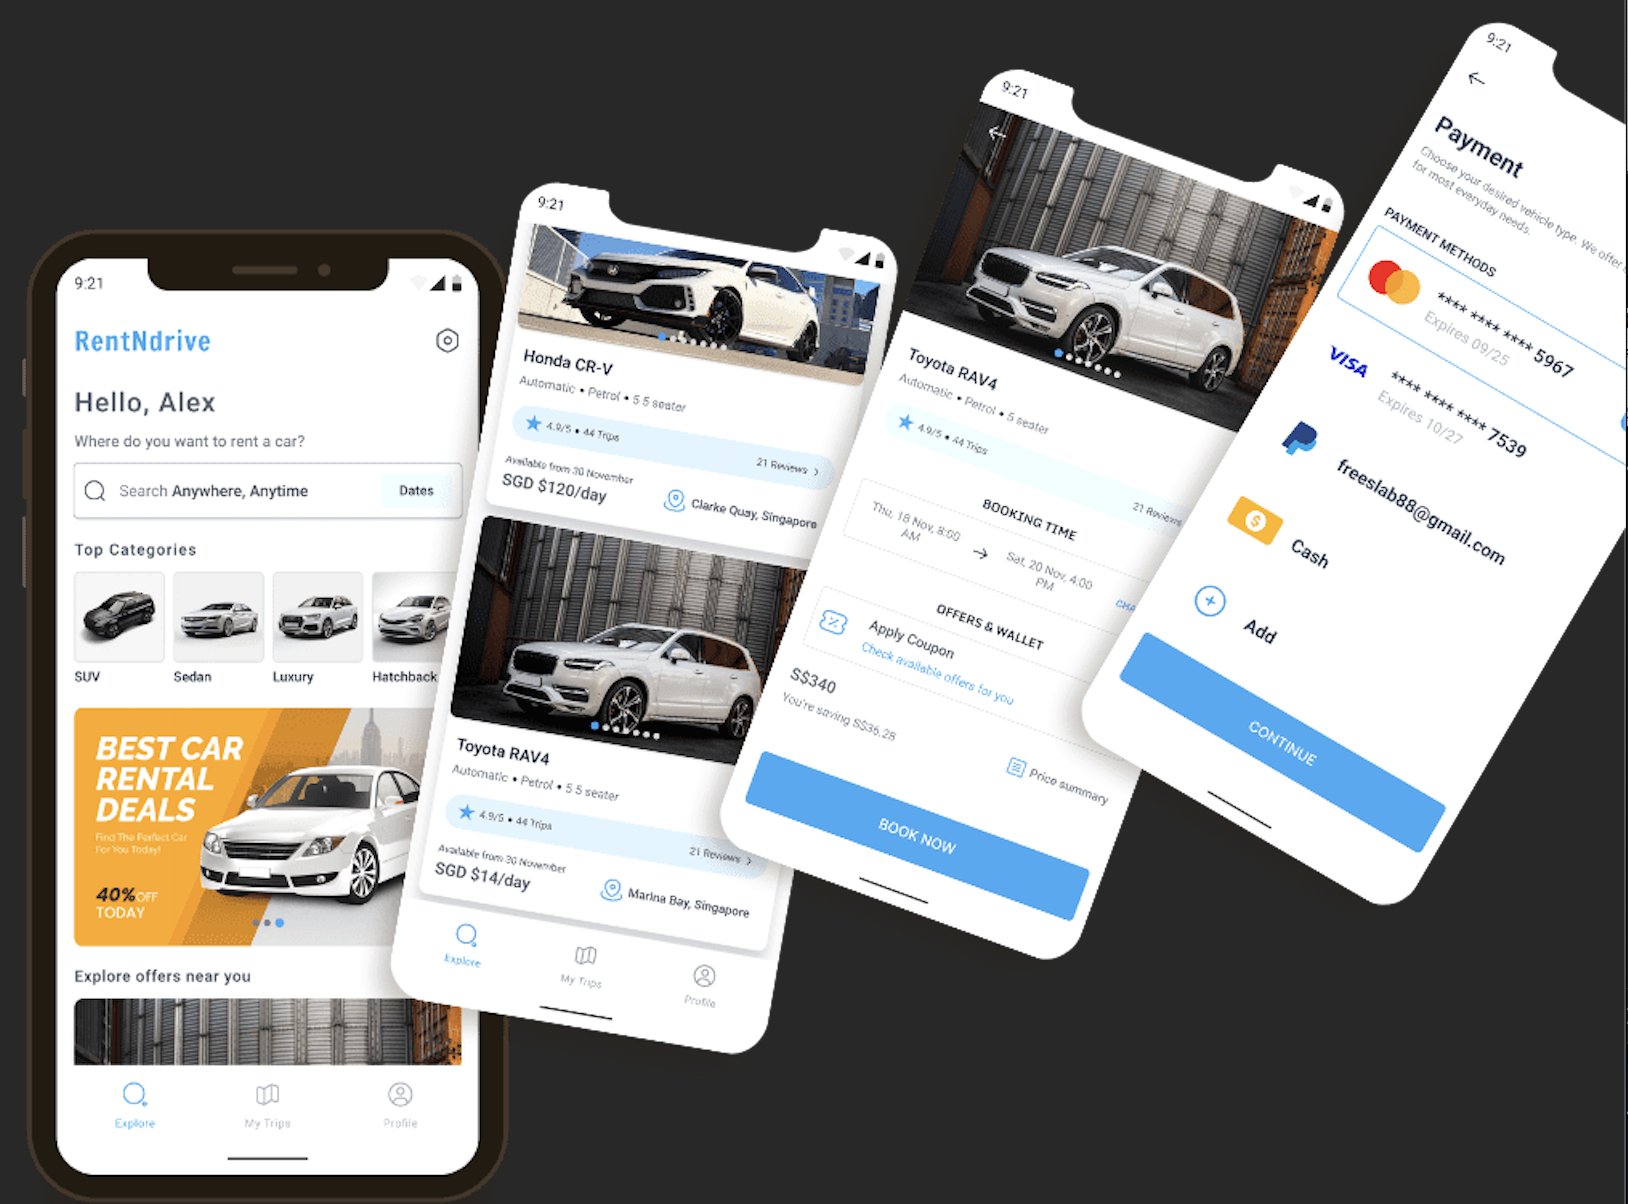 9:21
RentNdrive
Hello, Alex
Where do you want to rent a car?
Search Anywhere, Anytime
Dates
Top Categories
SUV
Sedan
Luxury
Hatchback
BEST CAR
RENTAL
DEALS
Find The Perfect Car
For You Today!
40% OFF
TODAY
Explore offers near you
Explore
My Trips
Profile
9:21
Honda CR-V
Automatic • Petrol • 5 5 seater
4.9/5 • 44 Trips
21 Reviews
Available from 30 November
SGD $120/day
Clarke Quay, Singapore
Toyota RAV4
Automatic • Petrol • 5 5 seater
4.9/5 • 44 Trips
21 Reviews
Available from 30 November
SGD $14/day
Marina Bay, Singapore
Explore
My Trips
Profile
9:21
Toyota RAV4
Automatic • Petrol • 5 seater
4.9/5 • 44 Trips
21 Reviews
BOOKING TIME
Thu, 18 Nov, 8:00
AM
Sat, 20 Nov, 4:00
PM
CHA
OFFERS & WALLET
Apply Coupon
Check available offers for you
S$340
You're saving S$36.28
Price summary
BOOK NOW
9:21
Payment
Choose your desired vehicle type. We offer
for most everyday needs.
PAYMENT METHODS
**** **** **** 5967
Expires 09/25
VISA
**** **** **** 7539
Expires 10/27
freeslab88@gmail.com
Cash
Add
CONTINUE